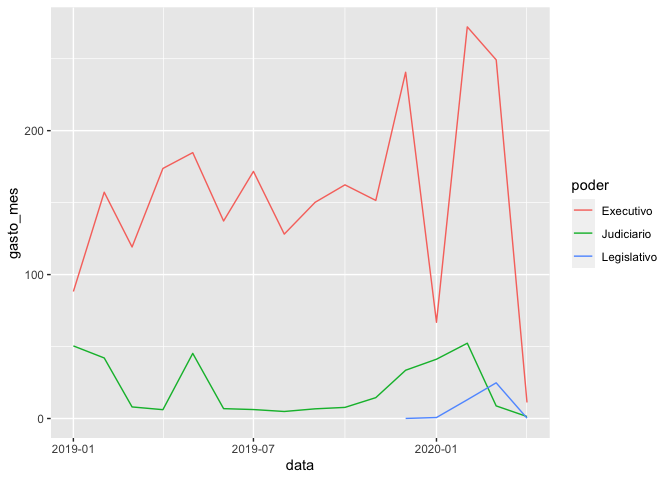 gasto_mes
200
100
0
2019-01
2019-07
2020-01
data
poder
Executivo
Judiciario
Legislativo